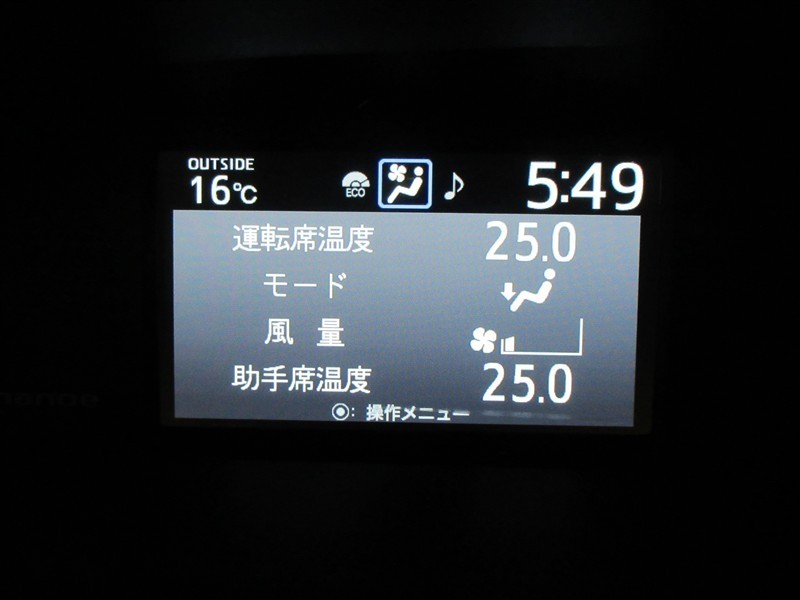 OUTSIDE
16℃ ECO ♪ 5:49
運転席温度 25.0
モード
風 量
助手席温度 25.0
◉: 操作メニュー